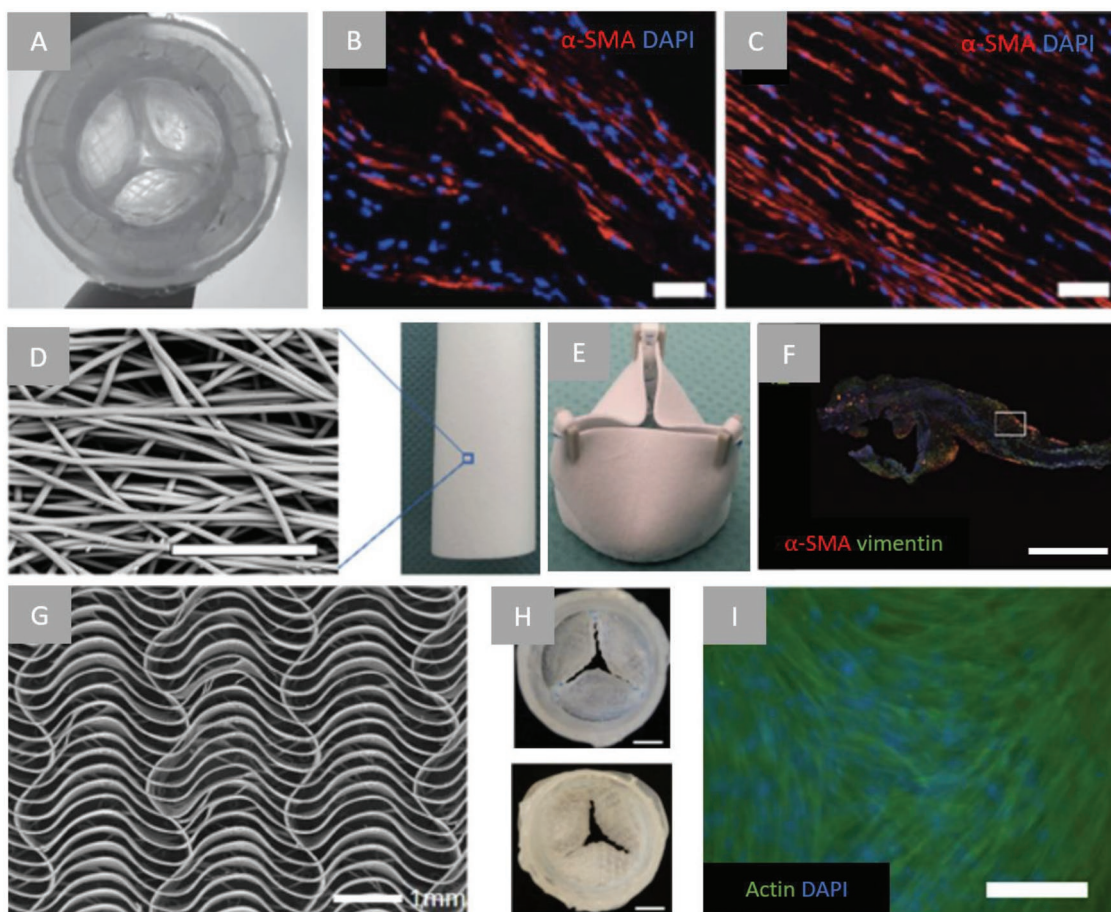 A
B
α-SMA DAPI
C
α-SMA DAPI
D
E
F
α-SMA vimentin
G
1mm
H
I
Actin DAPI